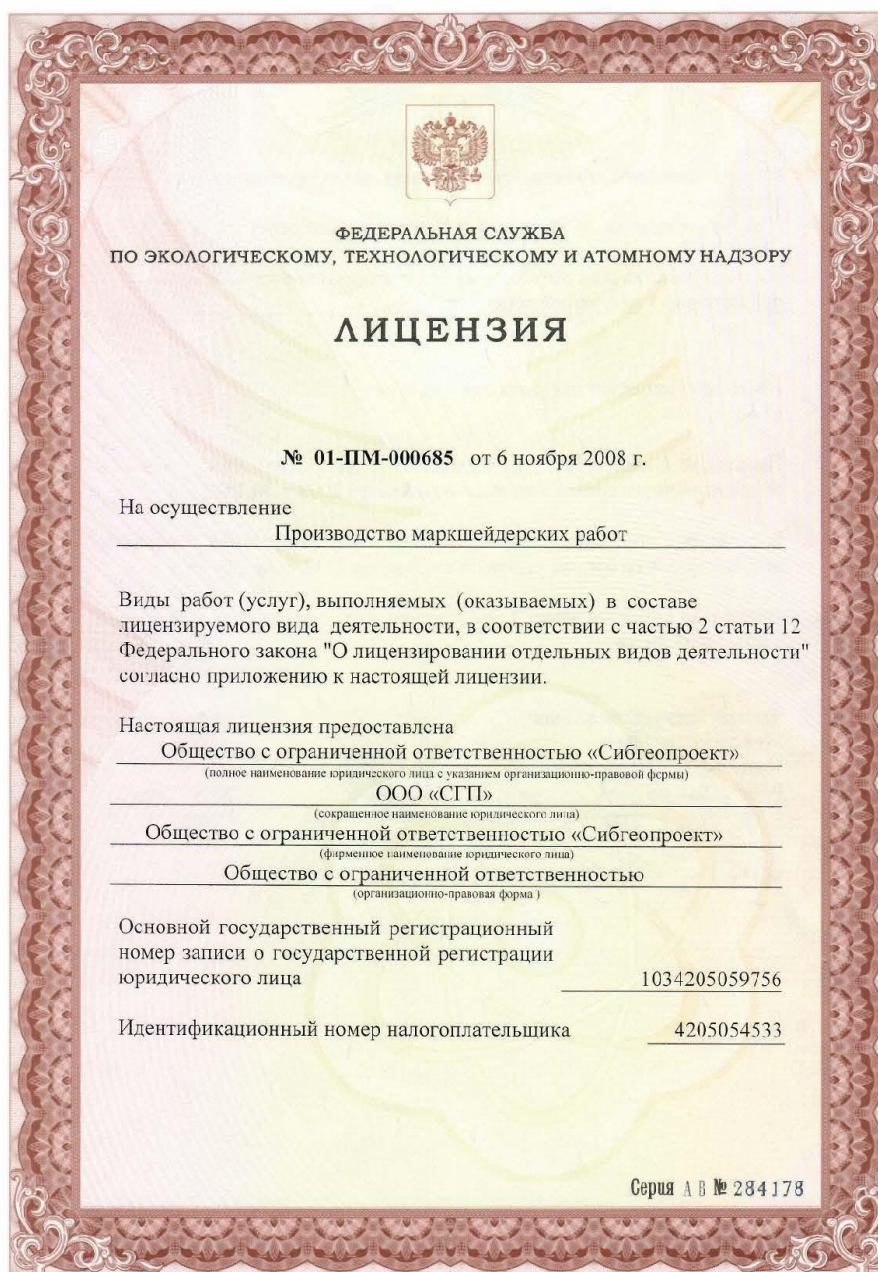 ФЕДЕРАЛЬНАЯ СЛУЖБА
ПО ЭКОЛОГИЧЕСКОМУ, ТЕХНОЛОГИЧЕСКОМУ И АТОМНОМУ НАДЗОРУ
ЛИЦЕНЗИЯ
№ 01-ПМ-000685 от 6 ноября 2008 г.
На осуществление
Производство маркшейдерских работ
Виды работ (услуг), выполняемых (оказываемых) в составе
лицензируемого вида деятельности, в соответствии с частью 2 статьи 12
Федерального закона "О лицензировании отдельных видов деятельности"
согласно приложению к настоящей лицензии.
Настоящая лицензия предоставлена
Общество с ограниченной ответственностью «Сибгеопроект»
(полное наименование юридического лица с указанием организационно-правовой формы)
ООО «СГП»
(сокращенное наименование юридического лица)
Общество с ограниченной ответственностью «Сибгеопроект»
(фирменное наименование юридического лица)
Общество с ограниченной ответственностью
(организационно-правовая форма )
Основной государственный регистрационный
номер записи о государственной регистрации
юридического лица 1034205059756
Идентификационный номер налогоплательщика 4205054533
Серия А В № 284178